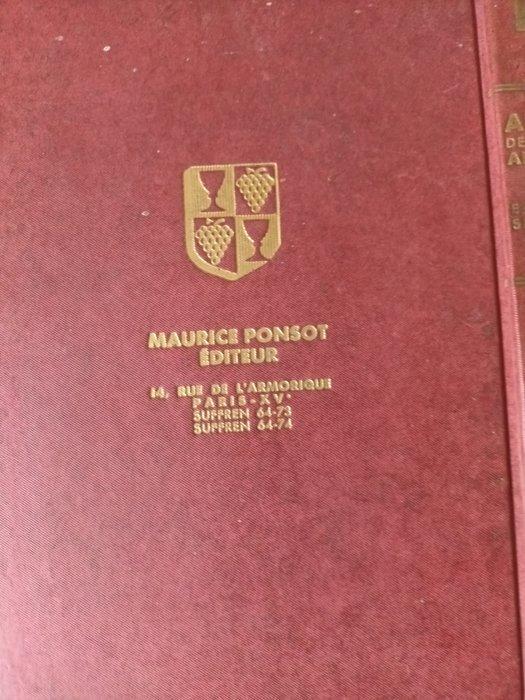 MAURICE PONSOT
ÉDITEUR
14, RUE DE L'ARMORIQUE
PARIS-XVᵉ
SUFFREN 64-73
SUFFREN 64-74